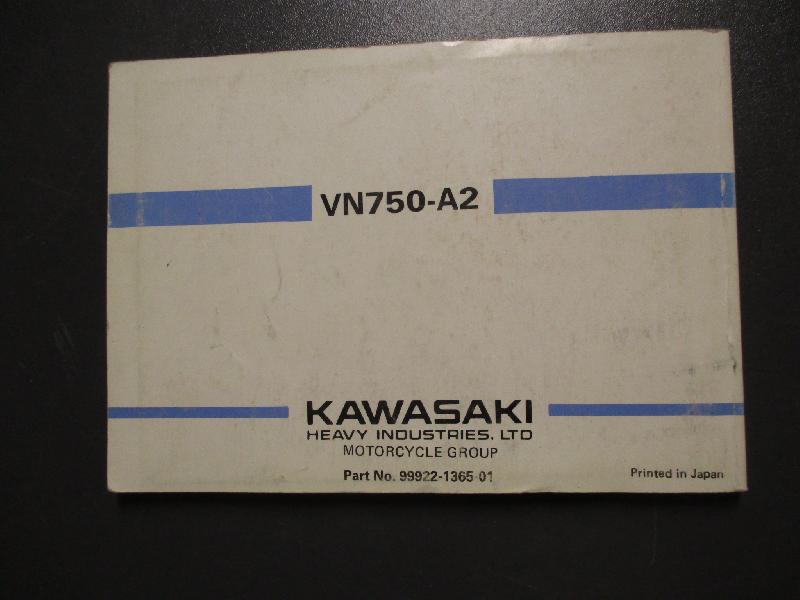 VN750-A2
KAWASAKI
HEAVY INDUSTRIES, LTD
MOTORCYCLE GROUP
Part No. 99922-1365-01
Printed in Japan